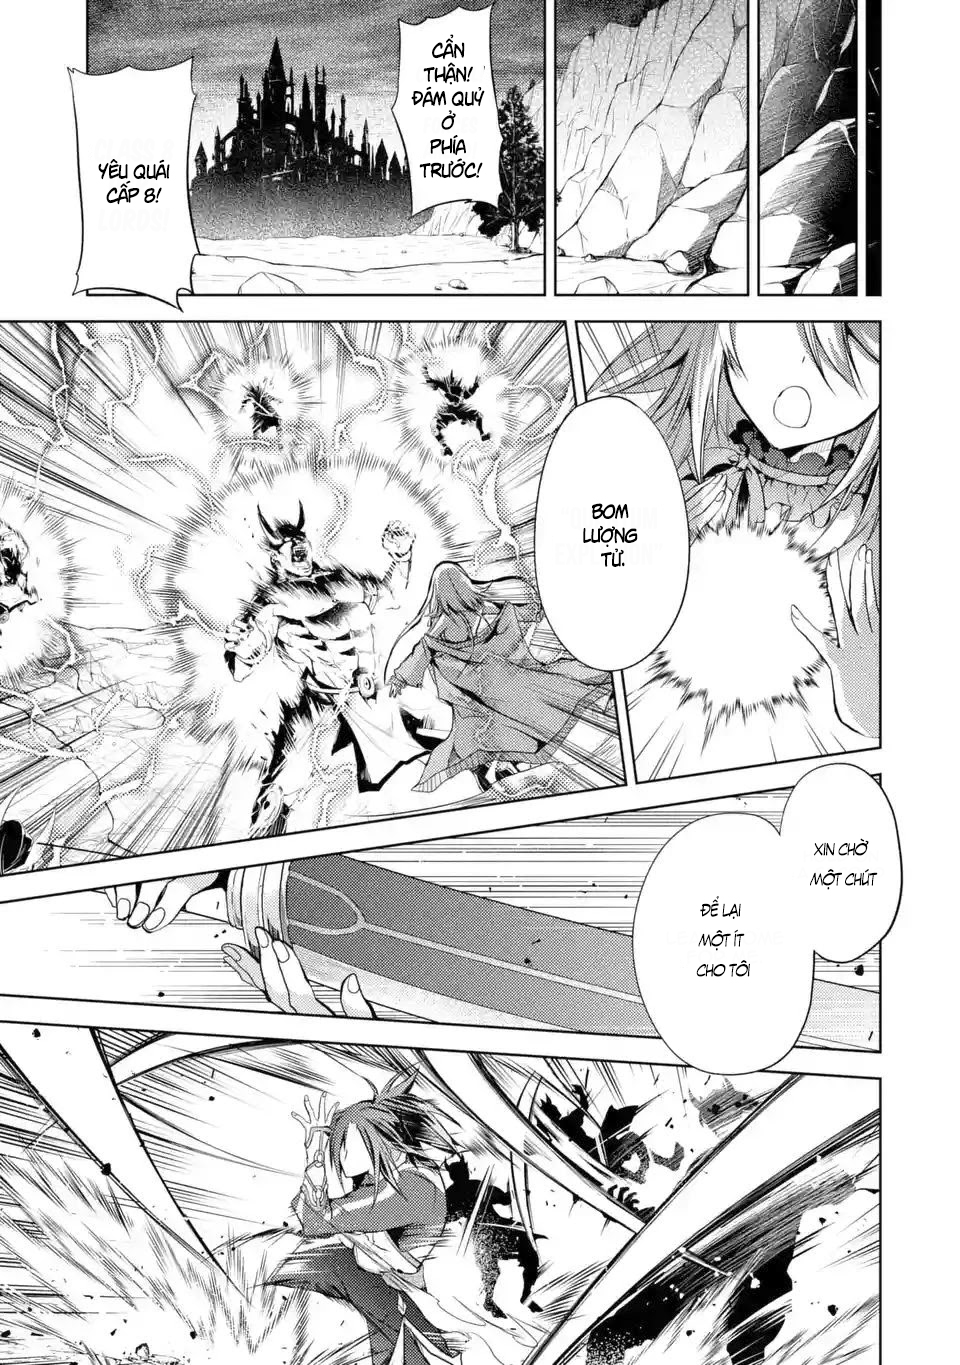 CẨN
THẬN!
ĐÁM QUỶ
Ở
PHÍA
TRƯỚC!
YÊU QUÁI
CẤP 8!
BOM
LƯỢNG
TỬ.
XIN CHỜ
MỘT CHÚT
ĐỂ LẠI
MỘT ÍT
CHO TÔI